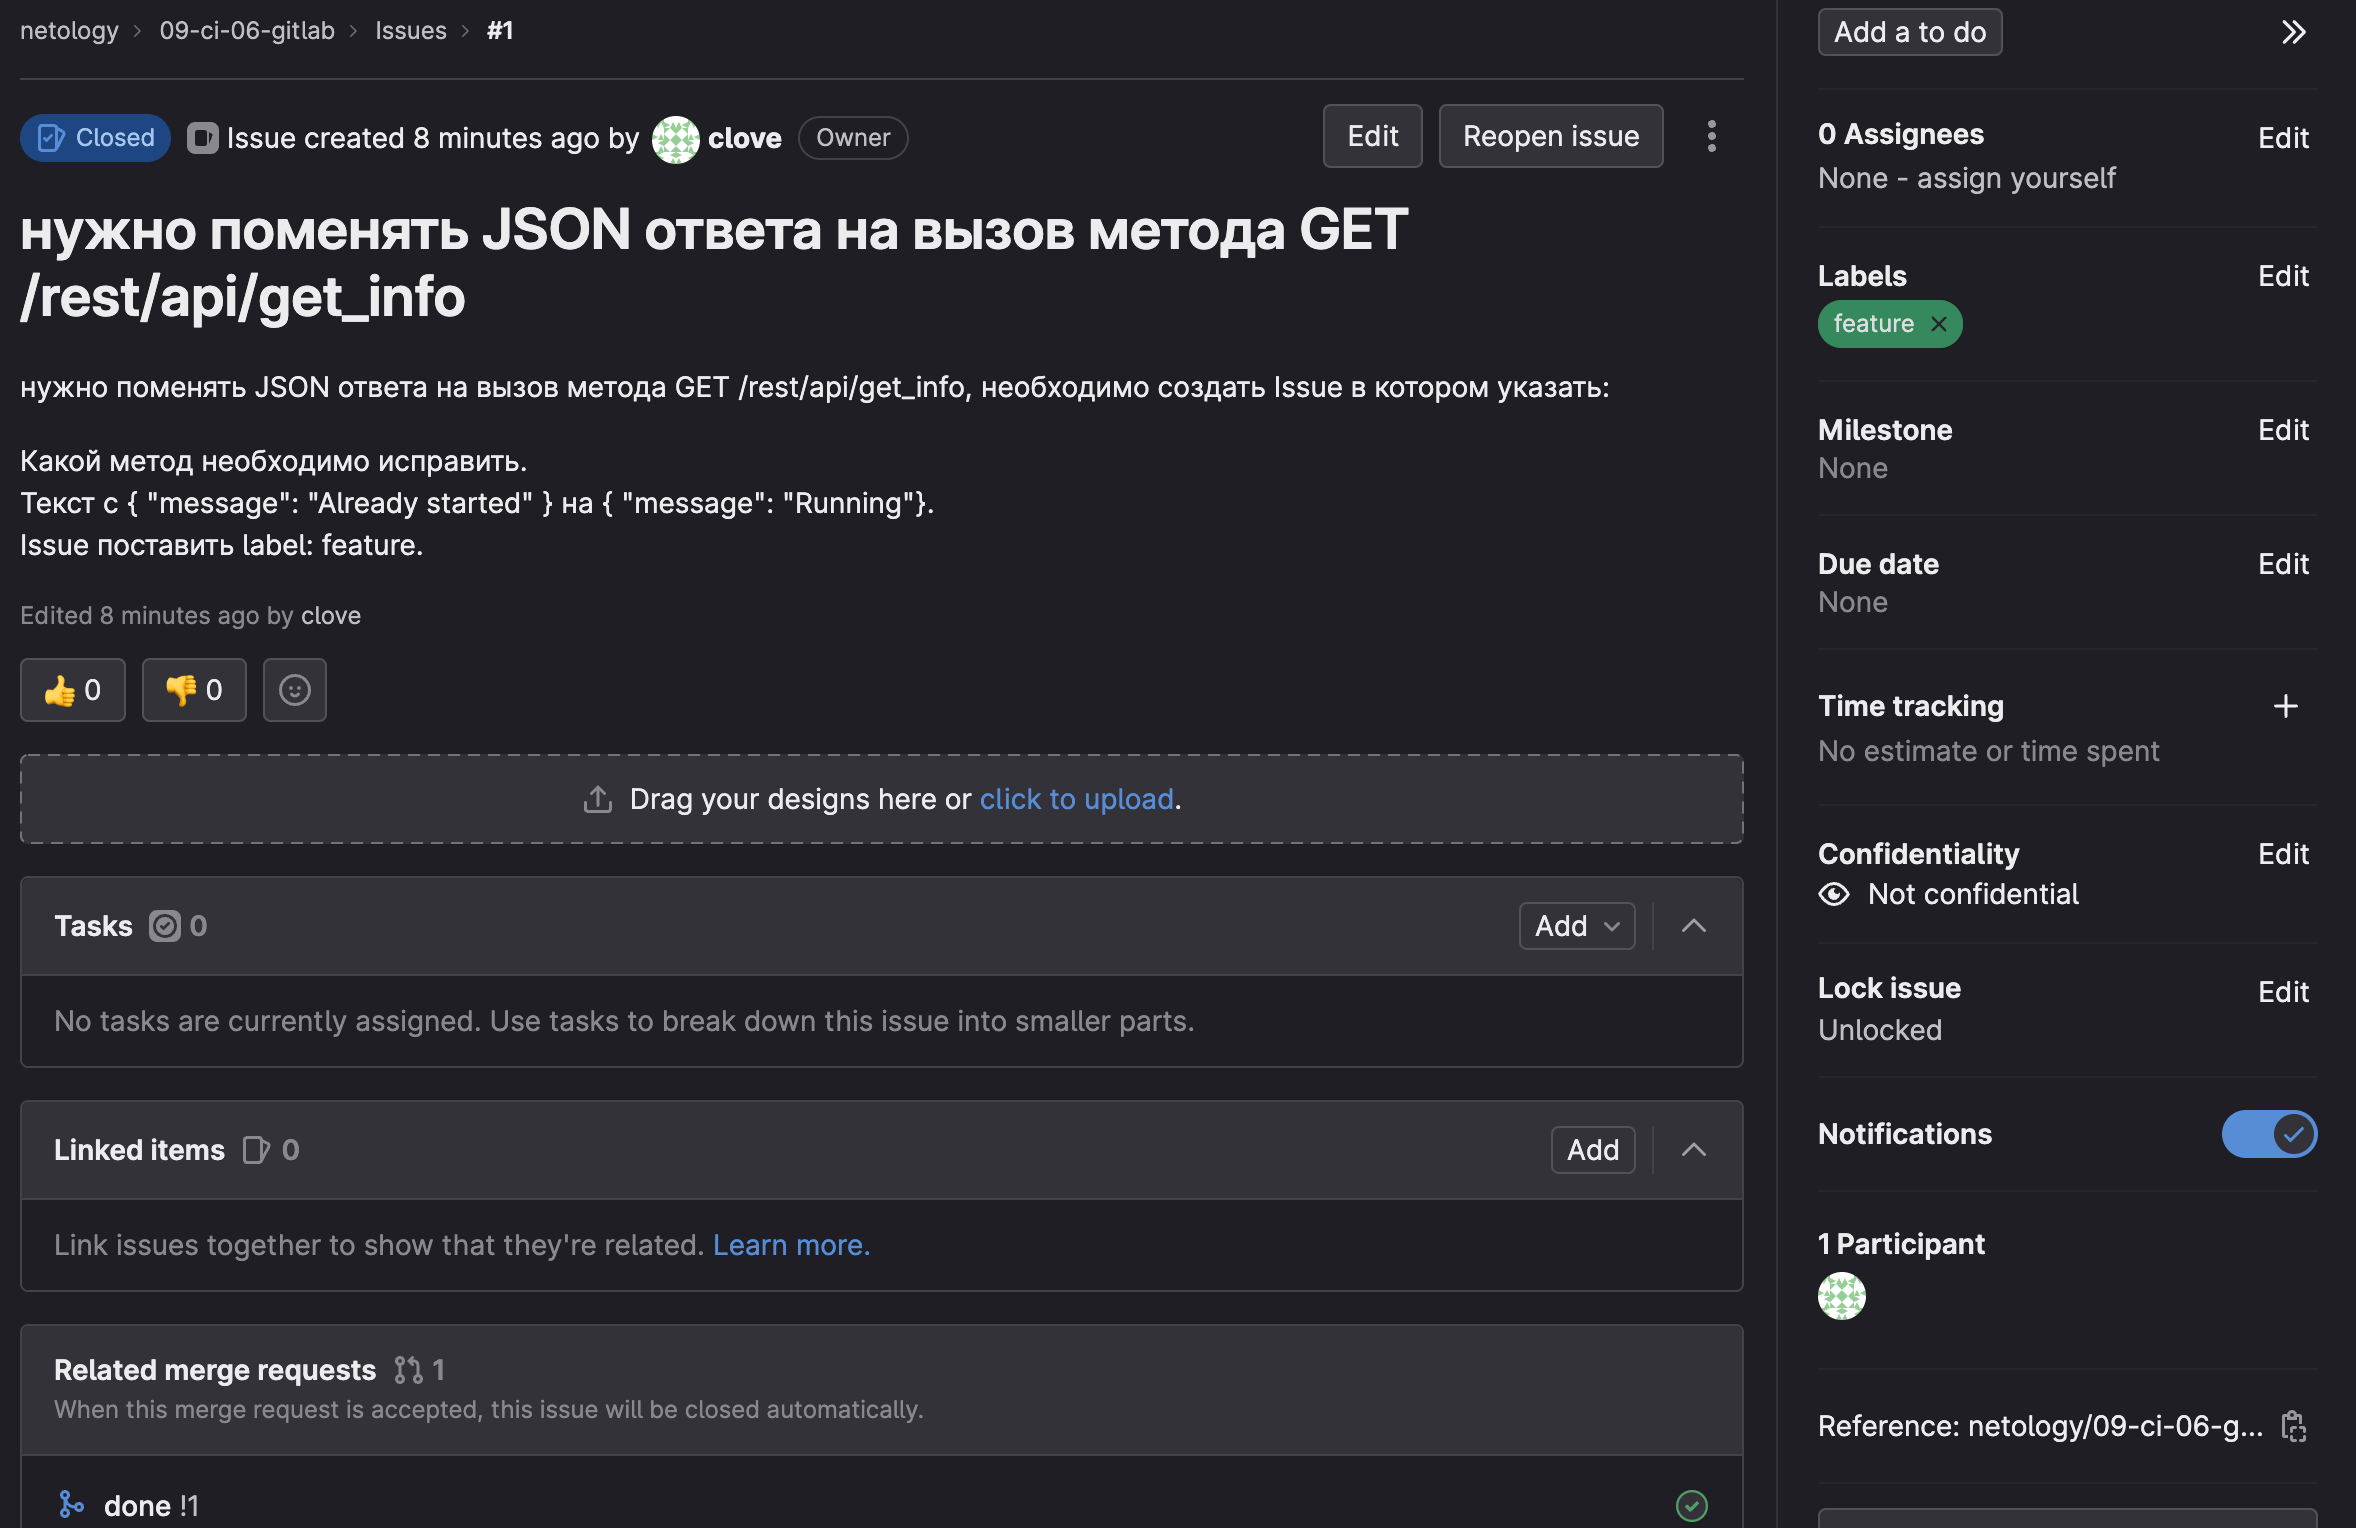 netology > 09-ci-06-gitlab > Issues > #1
Add a to do
Closed Issue created 8 minutes ago by clove Owner
Edit Reopen issue
нужно поменять JSON ответа на вызов метода GET
/rest/api/get_info
нужно поменять JSON ответа на вызов метода GET /rest/api/get_info, необходимо создать Issue в котором указать:
Какой метод необходимо исправить.
Текст с { "message": "Already started" } на { "message": "Running"}.
Issue поставить label: feature.
Edited 8 minutes ago by clove
👍 0 👎 0
Drag your designs here or click to upload.
Tasks 0
Add
No tasks are currently assigned. Use tasks to break down this issue into smaller parts.
Linked items 0
Add
Link issues together to show that they're related. Learn more.
Related merge requests 1
When this merge request is accepted, this issue will be closed automatically.
done !1
0 Assignees Edit
None - assign yourself
Labels Edit
feature
Milestone Edit
None
Due date Edit
None
Time tracking
No estimate or time spent
Confidentiality Edit
Not confidential
Lock issue Edit
Unlocked
Notifications
1 Participant
Reference: netology/09-ci-06-g...